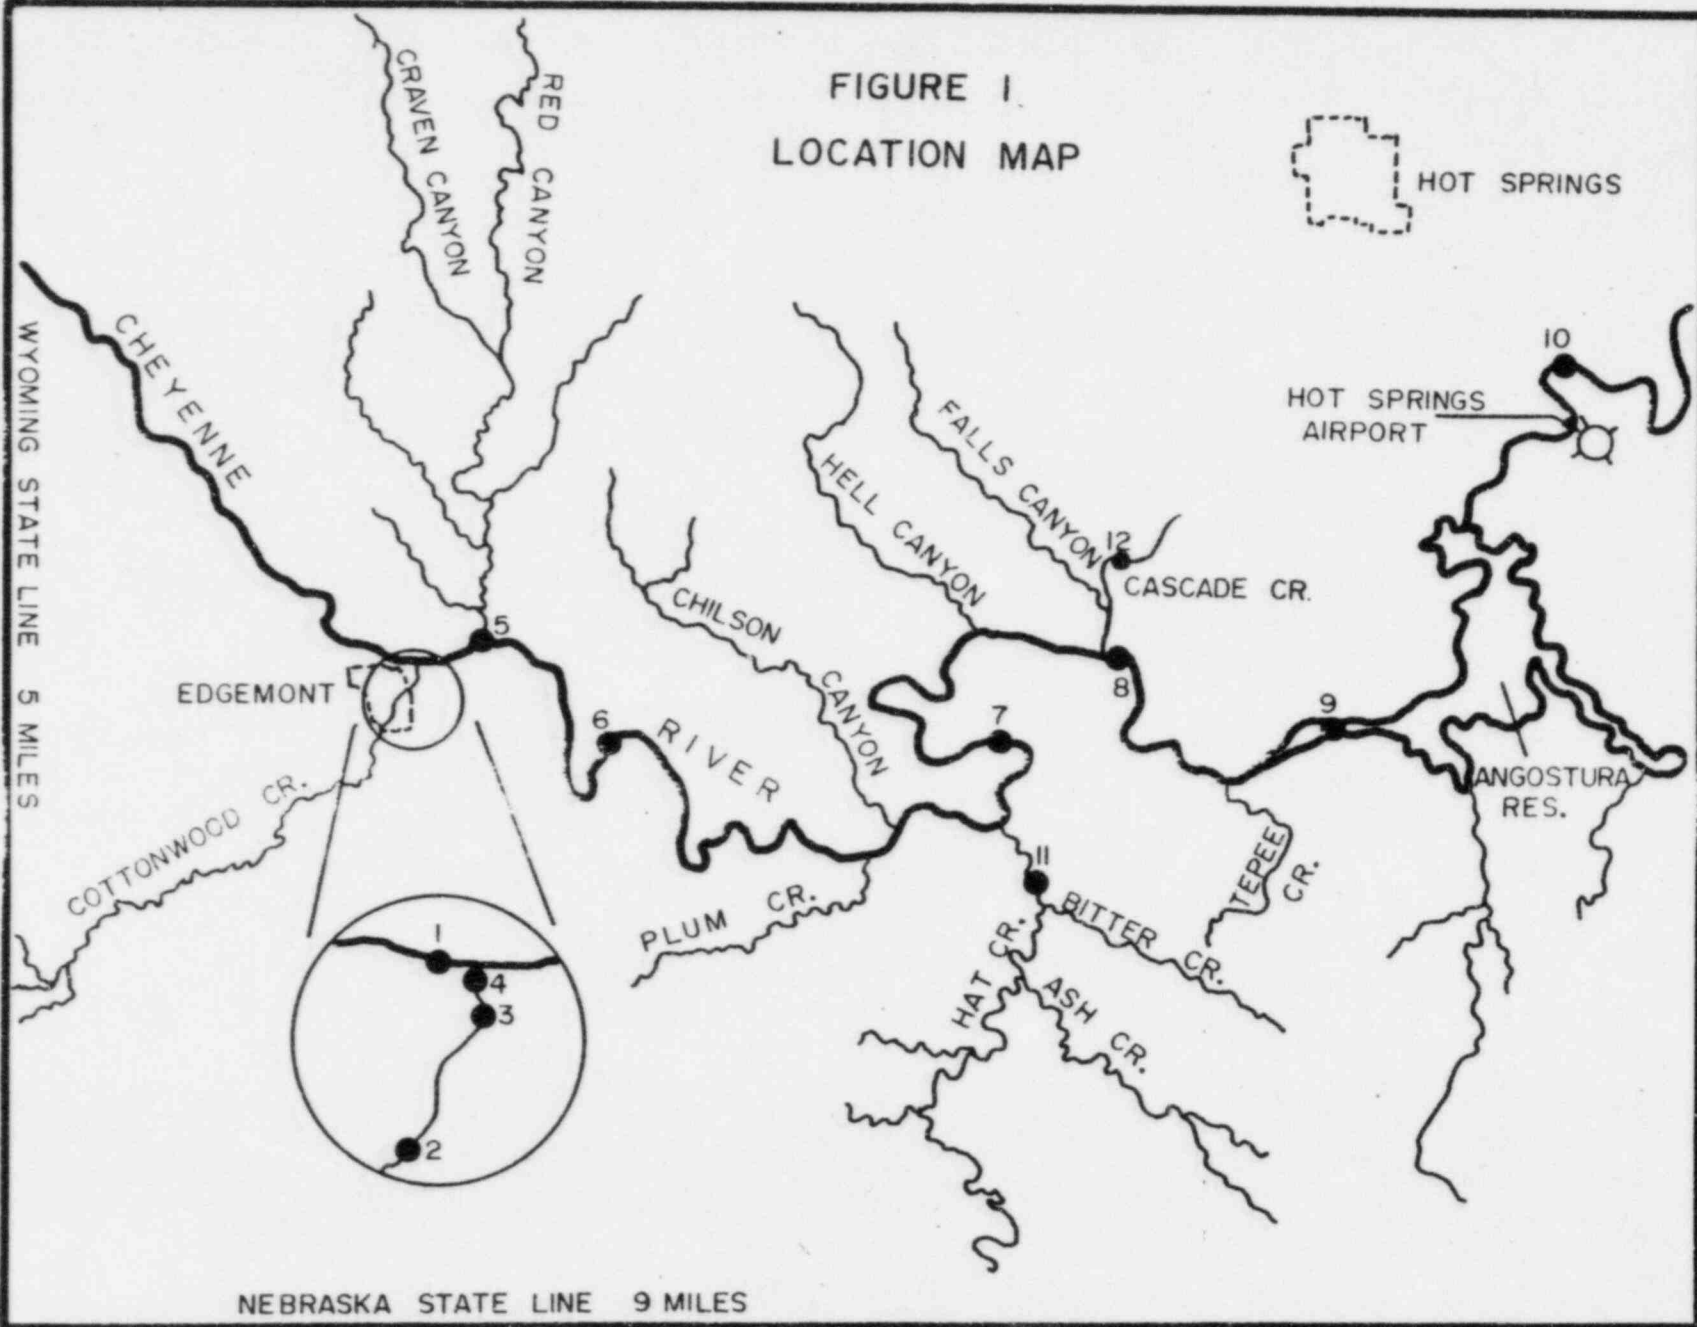 FIGURE 1
LOCATION MAP
CRAVEN CANYON
RED CANYON
HOT SPRINGS
CHEYENNE
RIVER
WYOMING STATE LINE 5 MILES
10
HOT SPRINGS
AIRPORT
FALLS CANYON
HELL CANYON
12
CASCADE CR.
CHILSON
CANYON
5
EDGEMONT
8
6
7
9
ANGOSTURA
RES.
COTTONWOOD CR.
PLUM CR.
11
BITTER CR.
TEPEE
CR.
HAT CR.
ASH CR.
1
4
3
2
NEBRASKA STATE LINE 9 MILES